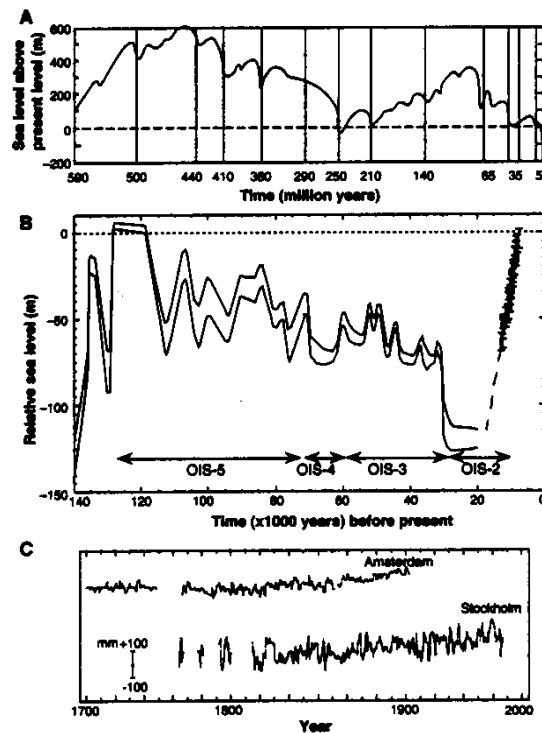 A
Sea level above
present level (m)
600
400
200
0
-200
590 500 440 410 360 290 250 210 140 65 35 5
Time (million years)
B
Relative sea level (m)
0
-50
-100
-150
OIS-5 OIS-4 OIS-3 OIS-2
140 120 100 80 60 40 20 0
Time (x1000 years) before present
C
Amsterdam
Stockholm
mm+100
-100
1700 1800 1900 2000
Year